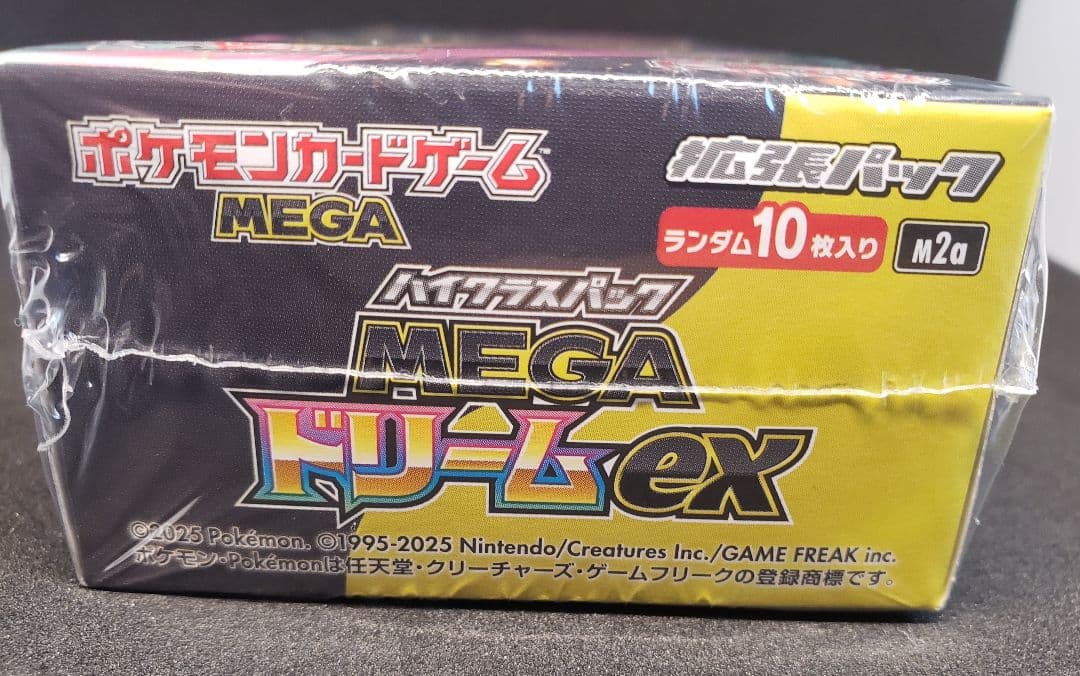 ポケモンカードゲーム™
MEGA
拡張パック
ランダム10枚入り
M2a
ハイクラスパック
MEGA
ドリームex
©2025 Pokémon. ©1995-2025 Nintendo/Creatures Inc./GAME FREAK inc.
ポケモン・Pokémonは任天堂・クリーチャーズ・ゲームフリークの登録商標です。